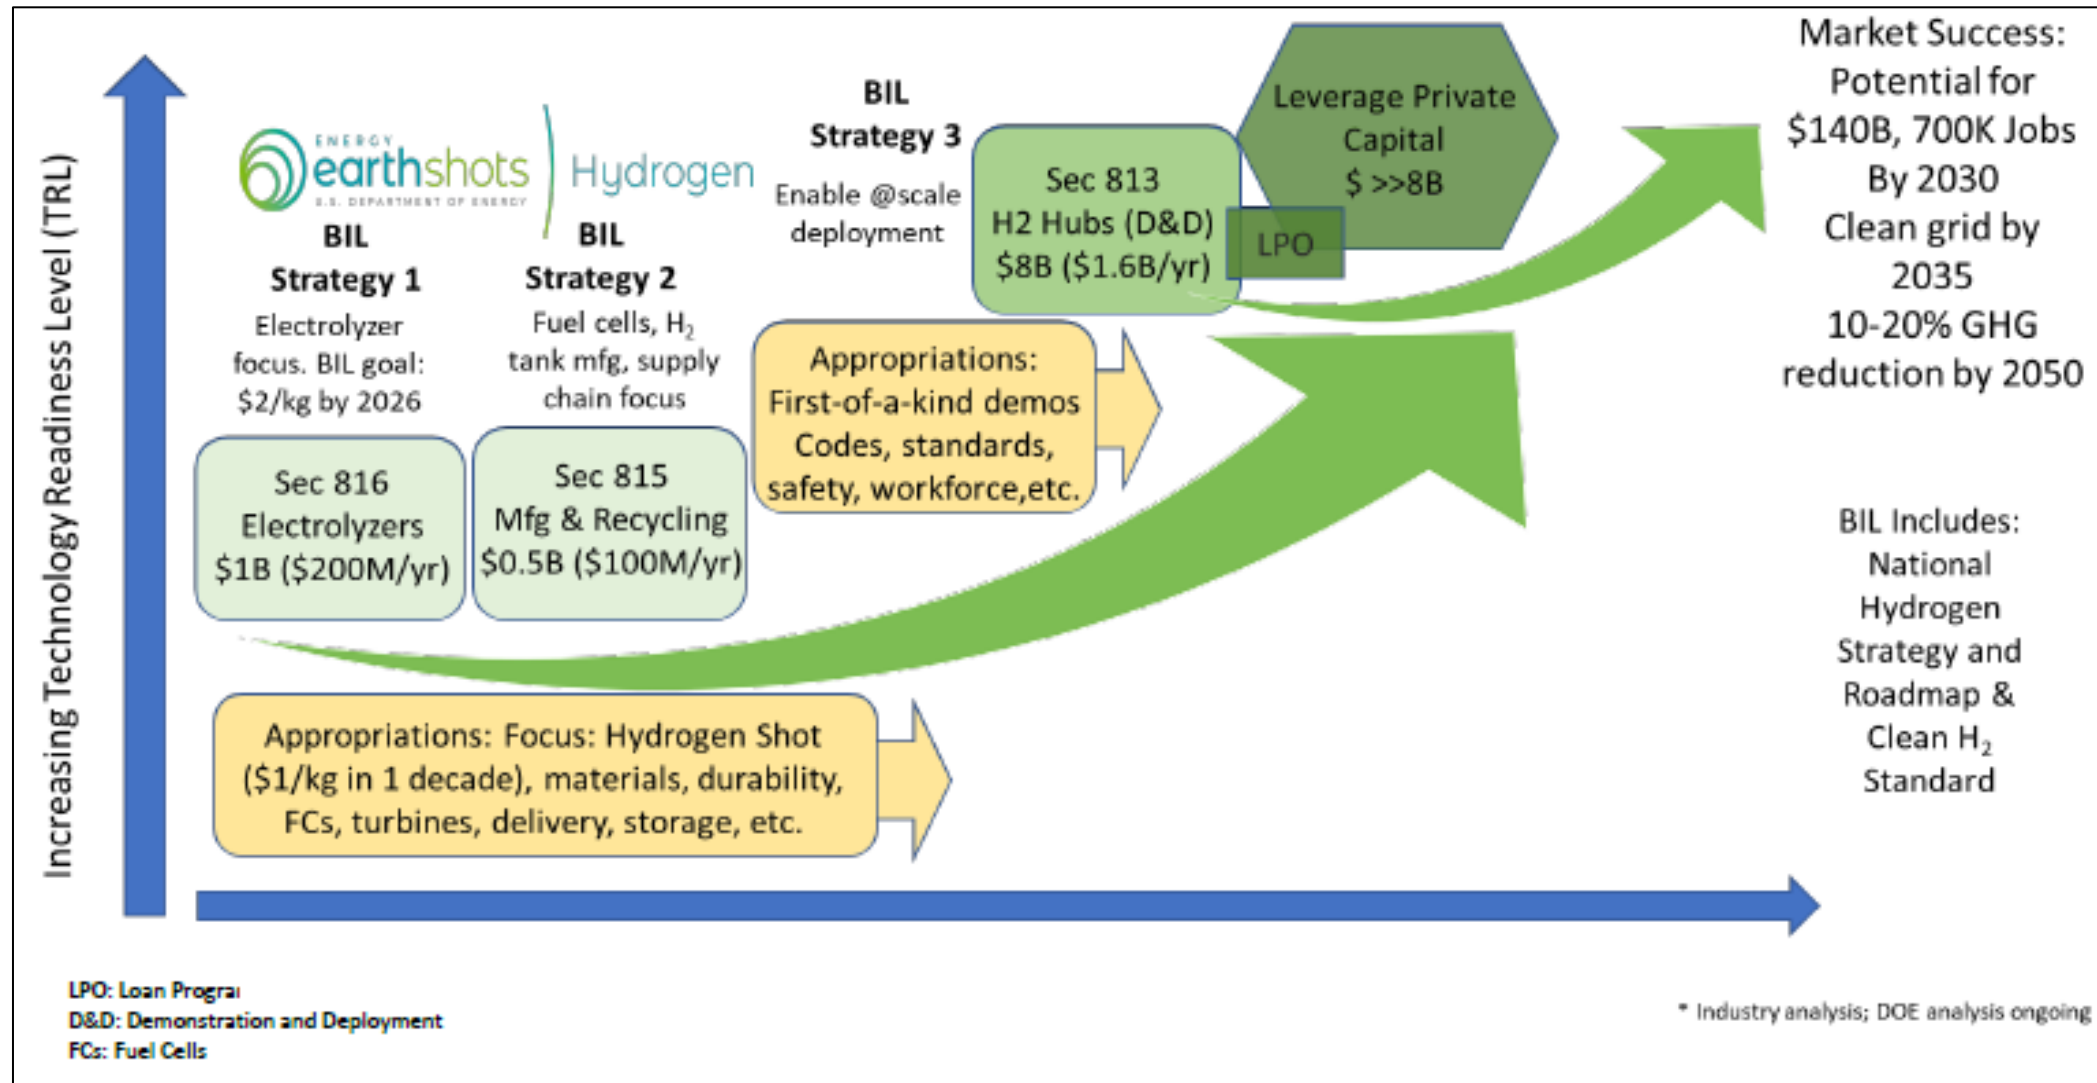 Increasing Technology Readiness Level (TRL)
ENERGY
earthshots
U.S. DEPARTMENT OF ENERGY
Hydrogen
BIL
Strategy 1
Electrolyzer
focus. BIL goal:
$2/kg by 2026
Sec 816
Electrolyzers
$1B ($200M/yr)
BIL
Strategy 2
Fuel cells, H₂
tank mfg, supply
chain focus
Sec 815
Mfg & Recycling
$0.5B ($100M/yr)
BIL
Strategy 3
Enable @scale
deployment
Sec 813
H2 Hubs (D&D)
$8B ($1.6B/yr)
LPO
Leverage Private
Capital
$ >>8B
Appropriations:
First-of-a-kind demos
Codes, standards,
safety, workforce,etc.
Appropriations: Focus: Hydrogen Shot
($1/kg in 1 decade), materials, durability,
FCs, turbines, delivery, storage, etc.
Market Success:
Potential for
$140B, 700K Jobs
By 2030
Clean grid by
2035
10-20% GHG
reduction by 2050
BIL Includes:
National
Hydrogen
Strategy and
Roadmap &
Clean H₂
Standard
LPO: Loan Progra
D&D: Demonstration and Deployment
FCs: Fuel Cells
* Industry analysis; DOE analysis ongoing